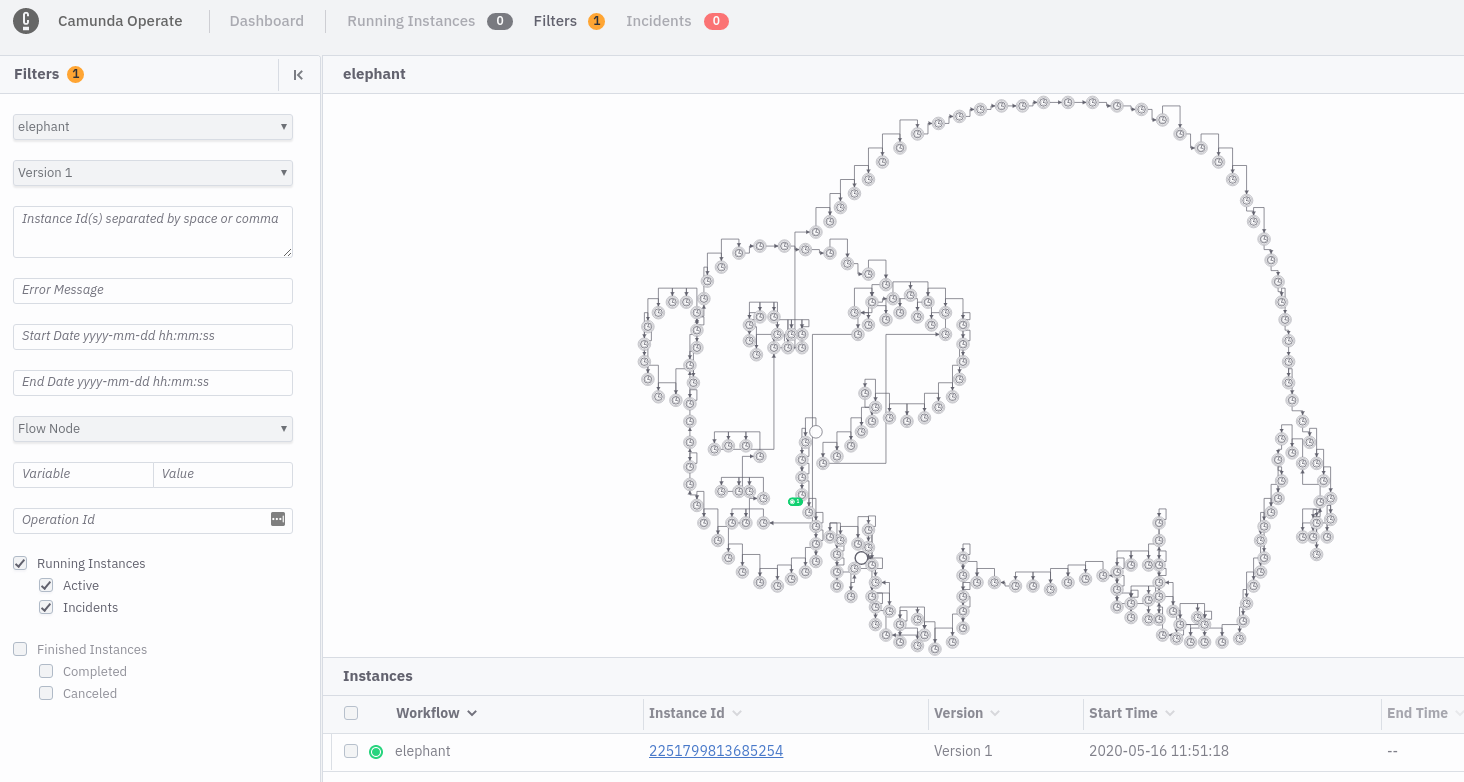 Camunda Operate Dashboard Running Instances 0 Filters 1 Incidents 0
Filters 1
elephant
Version 1
Instance Id(s) separated by space or comma
Error Message
Start Date yyyy-mm-dd hh:mm:ss
End Date yyyy-mm-dd hh:mm:ss
Flow Node
Variable Value
Operation Id
Running Instances
Active
Incidents
Finished Instances
Completed
Canceled
elephant
1
Instances
Workflow Instance Id Version Start Time End Time
elephant 2251799813685254 Version 1 2020-05-16 11:51:18 --